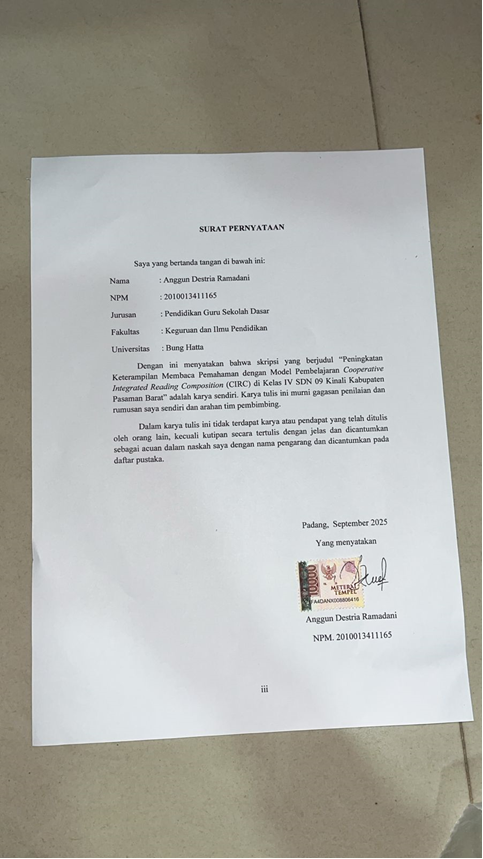 SURAT PERNYATAAN
Saya yang bertanda tangan di bawah ini:
Nama : Anggun Destria Ramadani
NPM : 2010013411165
Jurusan : Pendidikan Guru Sekolah Dasar
Fakultas : Keguruan dan Ilmu Pendidikan
Universitas : Bung Hatta
Dengan ini menyatakan bahwa skripsi yang berjudul “Peningkatan
Keterampilan Membaca Pemahaman dengan Model Pembelajaran Cooperative
Integrated Reading Composition (CIRC) di Kelas IV SDN 09 Kinali Kabupaten
Pasaman Barat” adalah karya sendiri. Karya tulis ini murni gagasan penilaian dan
rumusan saya sendiri dan arahan tim pembimbing.
Dalam karya tulis ini tidak terdapat karya atau pendapat yang telah ditulis
oleh orang lain, kecuali kutipan secara tertulis dengan jelas dan dicantumkan
sebagai acuan dalam naskah saya dengan nama pengarang dan dicantumkan pada
daftar pustaka.
Padang, September 2025
Yang menyatakan
10000
METERAI
TEMPEL
Anggun Destria Ramadani
NPM. 2010013411165
iii